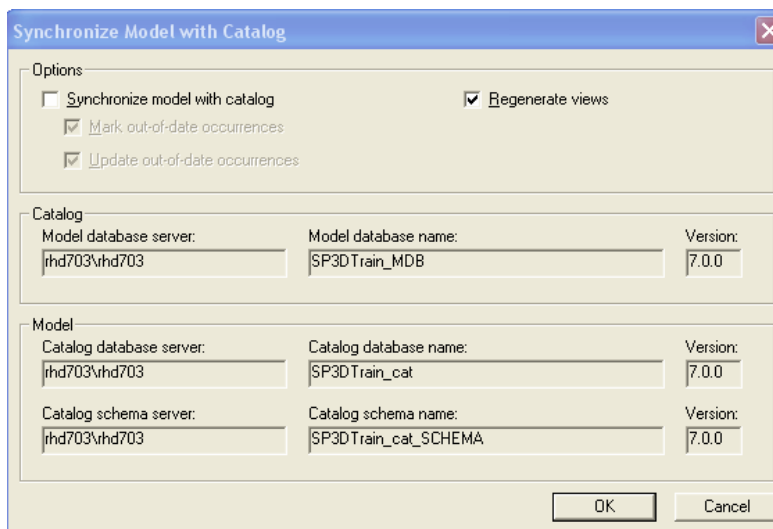 Synchronize Model with Catalog
Options
Synchronize model with catalog
Regenerate views
Mark out-of-date occurrences
Update out-of-date occurrences
Catalog
Model database server: Model database name: Version:
rhd703\rhd703 SP3DTrain_MDB 7.0.0
Model
Catalog database server: Catalog database name: Version:
rhd703\rhd703 SP3DTrain_cat 7.0.0
Catalog schema server: Catalog schema name: Version:
rhd703\rhd703 SP3DTrain_cat_SCHEMA 7.0.0
OK Cancel